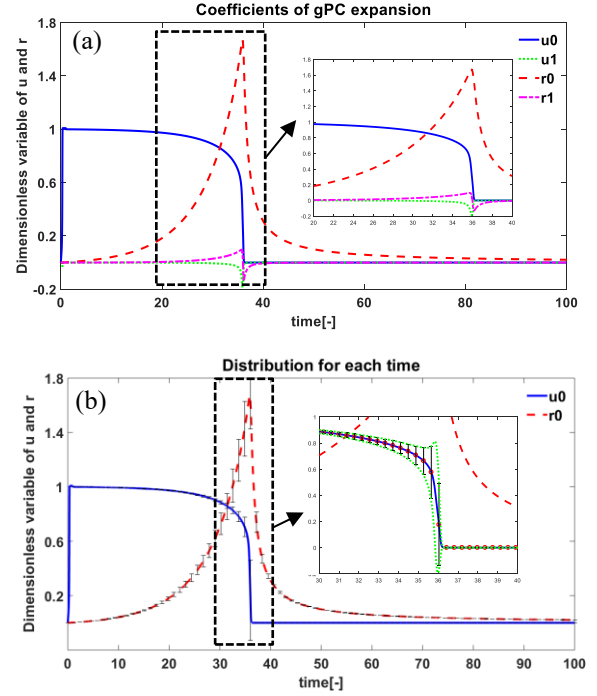 Coefficients of gPC expansion
(a)
Dimensionless variable of u and r
1.8
1.4
1
0.6
0.2
-0.2
0 20 40 60 80 100
time[-]
u0
u1
r0
r1
1.8
1.6
1.4
1.2
1
0.8
0.6
0.4
0.2
0
-0.2
20 22 24 26 28 30 32 34 36 38 40
Distribution for each time
(b)
Dimensionless variable of u and r
1.8
1.4
1
0.6
0.2
0 10 20 30 40 50 60 70 80 90 100
time[-]
u0
r0
1
0.8
0.6
0.4
0.2
0
30 31 32 33 34 35 36 37 38 39 40